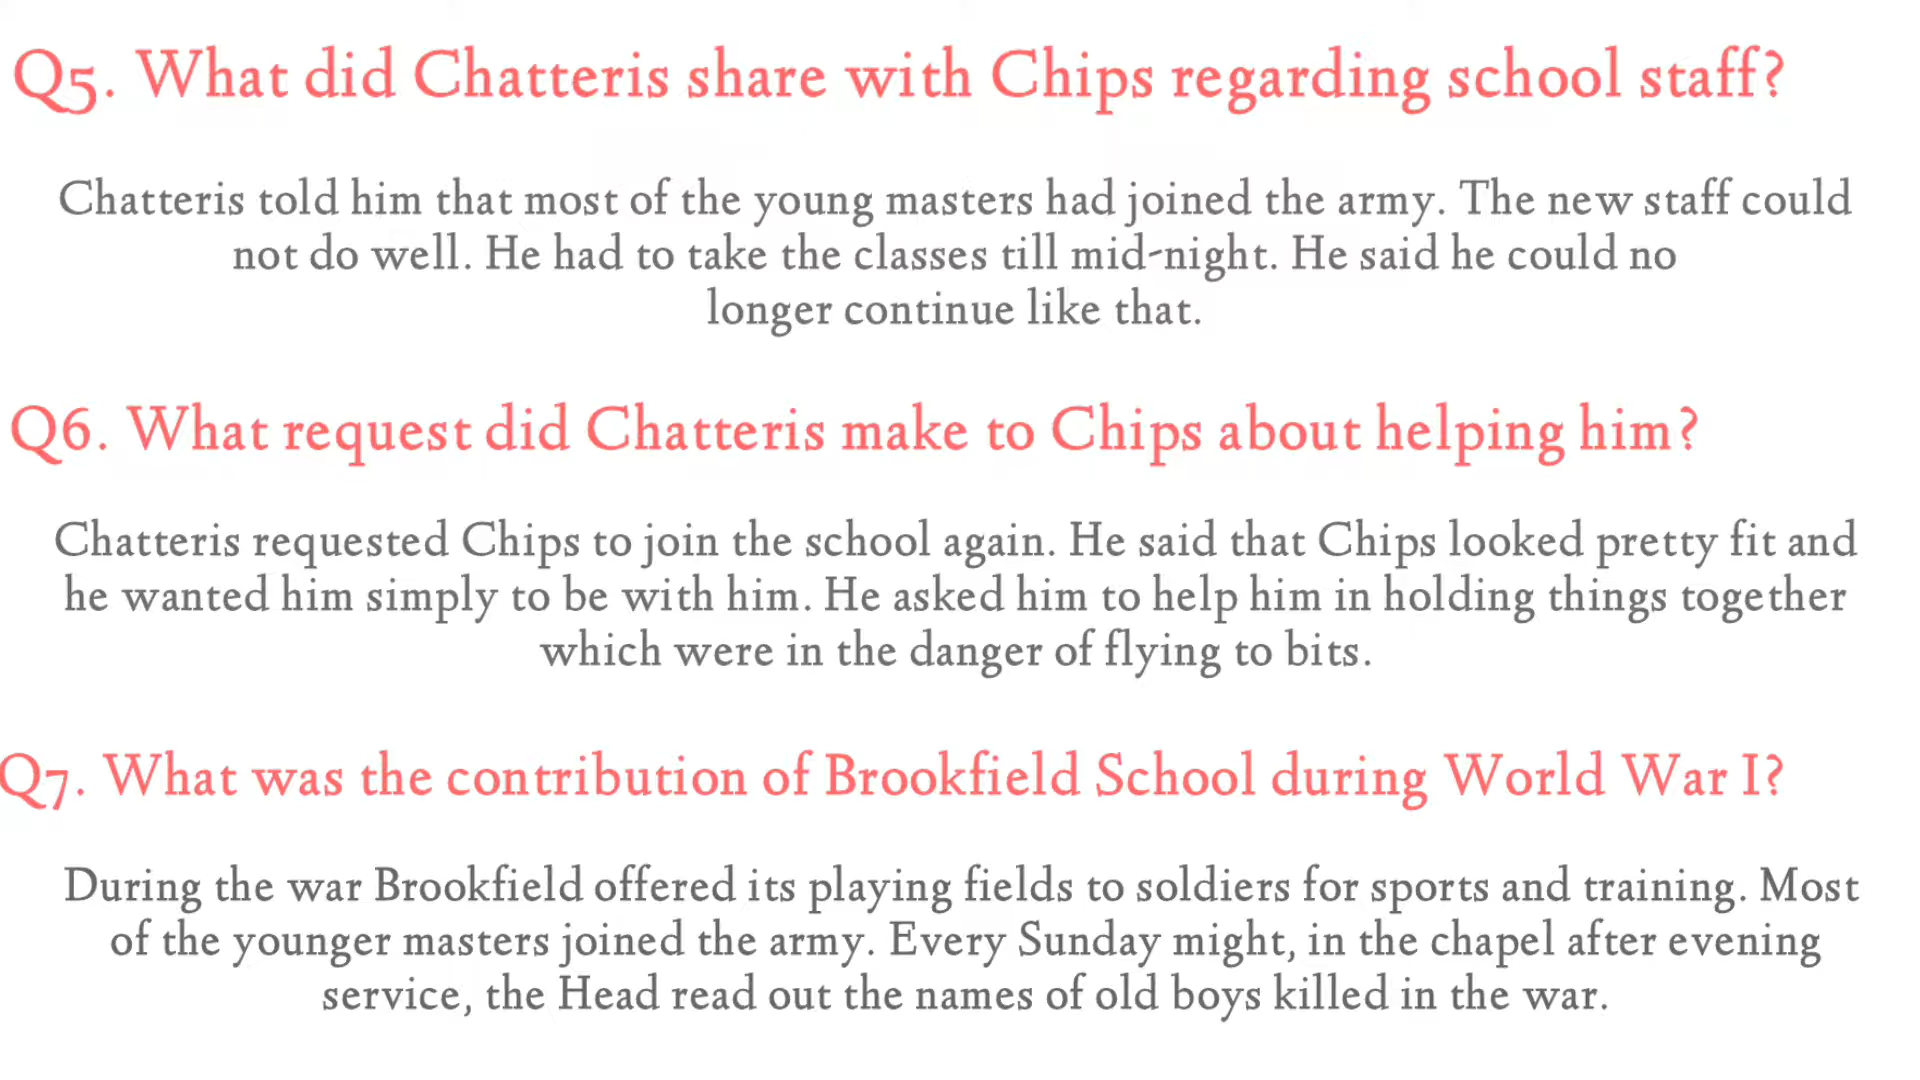 Q5. What did Chatteris share with Chips regarding school staff?
Chatteris told him that most of the young masters had joined the army. The new staff could
not do well. He had to take the classes till mid-night. He said he could no
longer continue like that.
Q6. What request did Chatteris make to Chips about helping him?
Chatteris requested Chips to join the school again. He said that Chips looked pretty fit and
he wanted him simply to be with him. He asked him to help him in holding things together
which were in the danger of flying to bits.
Q7. What was the contribution of Brookfield School during World War I?
During the war Brookfield offered its playing fields to soldiers for sports and training. Most
of the younger masters joined the army. Every Sunday might, in the chapel after evening
service, the Head read out the names of old boys killed in the war.